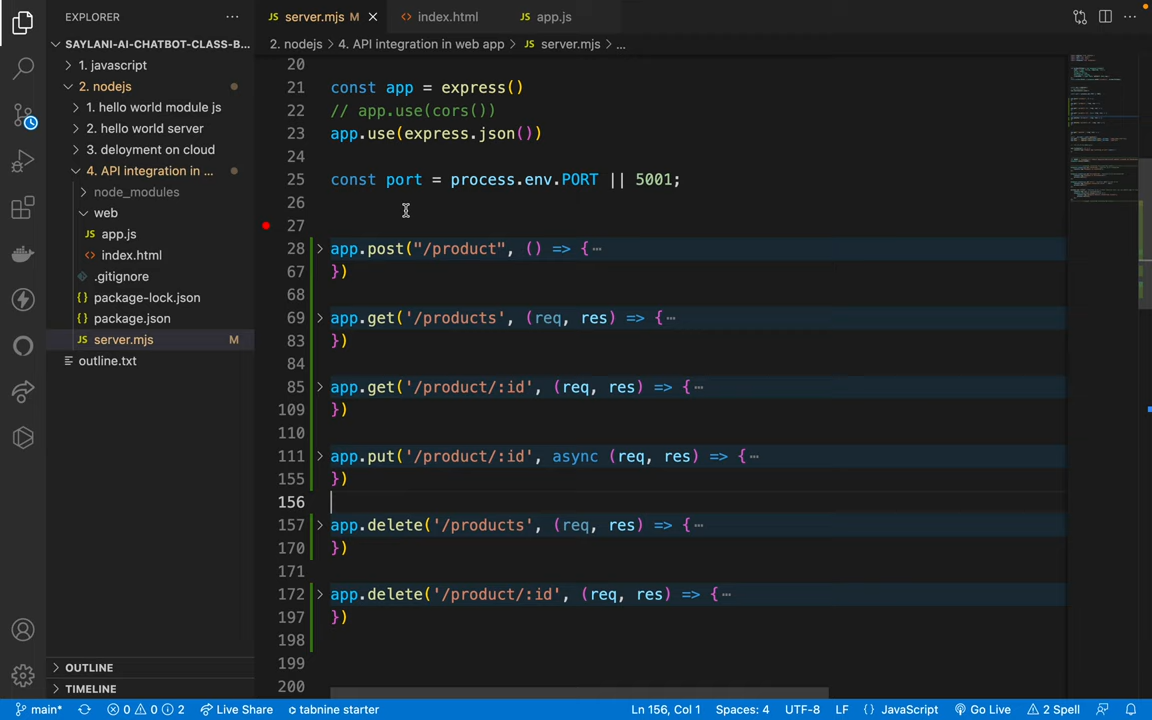 EXPLORER
SAYLANI-AI-CHATBOT-CLASS-B...
1. javascript
2. nodejs
1. hello world module js
2. hello world server
3. deloyment on cloud
4. API integration in ...
node_modules
web
JS app.js
<> index.html
.gitignore
{} package-lock.json
{} package.json
JS server.mjs M
outline.txt
OUTLINE
TIMELINE
JS server.mjs M <> index.html JS app.js
2. nodejs > 4. API integration in web app > JS server.mjs > ...
20
21 const app = express()
22 // app.use(cors())
23 app.use(express.json())
24
25 const port = process.env.PORT || 5001;
26
27
28 app.post("/product", () => {⋯
67 })
68
69 app.get('/products', (req, res) => {⋯
83 })
84
85 app.get('/product/:id', (req, res) => {⋯
109 })
110
111 app.put('/product/:id', async (req, res) => {⋯
155 })
156
157 app.delete('/products', (req, res) => {⋯
170 })
171
172 app.delete('/product/:id', (req, res) => {⋯
197 })
198
199
200
main* 0 0 2 Live Share tabnine starter Ln 156, Col 1 Spaces: 4 UTF-8 LF {} JavaScript Go Live 2 Spell